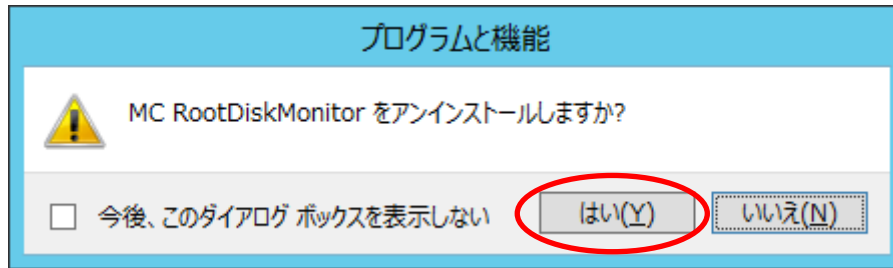 プログラムと機能
MC RootDiskMonitor をアンインストールしますか?
今後、このダイアログ ボックスを表示しない
はい(Y)
いいえ(N)